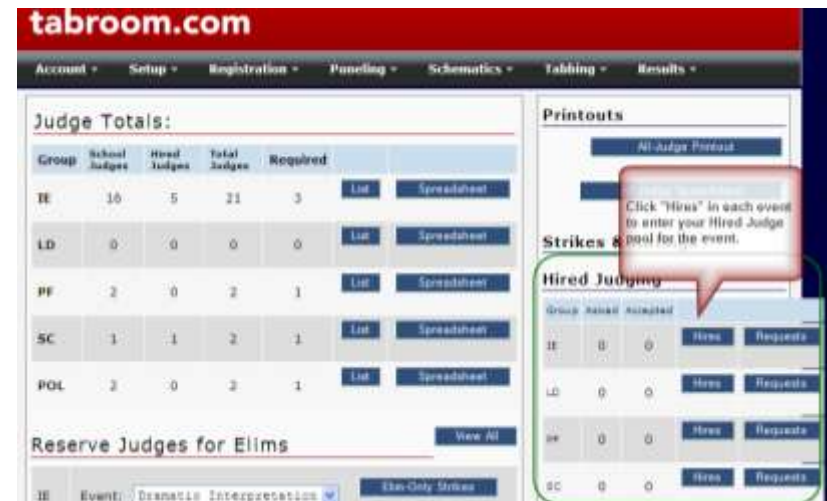 tabroom.com
Account Setup Registration Paneling Schematics Tabbing Results
Judge Totals:
Group School Judges Hired Judges Total Judges Required
IE 16 5 21 3 List Spreadsheet
LD 0 0 0 0 List Spreadsheet
PF 2 0 2 1 List Spreadsheet
SC 1 1 2 1 List Spreadsheet
POL 2 0 2 1 List Spreadsheet
Reserve Judges for Elims View All
IE Event: Dramatic Interpretation Elim-Only Strikes
Printouts
All-Judge Printout
Click "Hires" in each event
to enter your Hired Judge
pool for the event.
Strikes &
Hired Judging
Group Asked Accepted
IE 0 0 Hires Requests
LD 0 0 Hires Requests
PF 0 0 Hires Requests
SC 0 0 Hires Requests